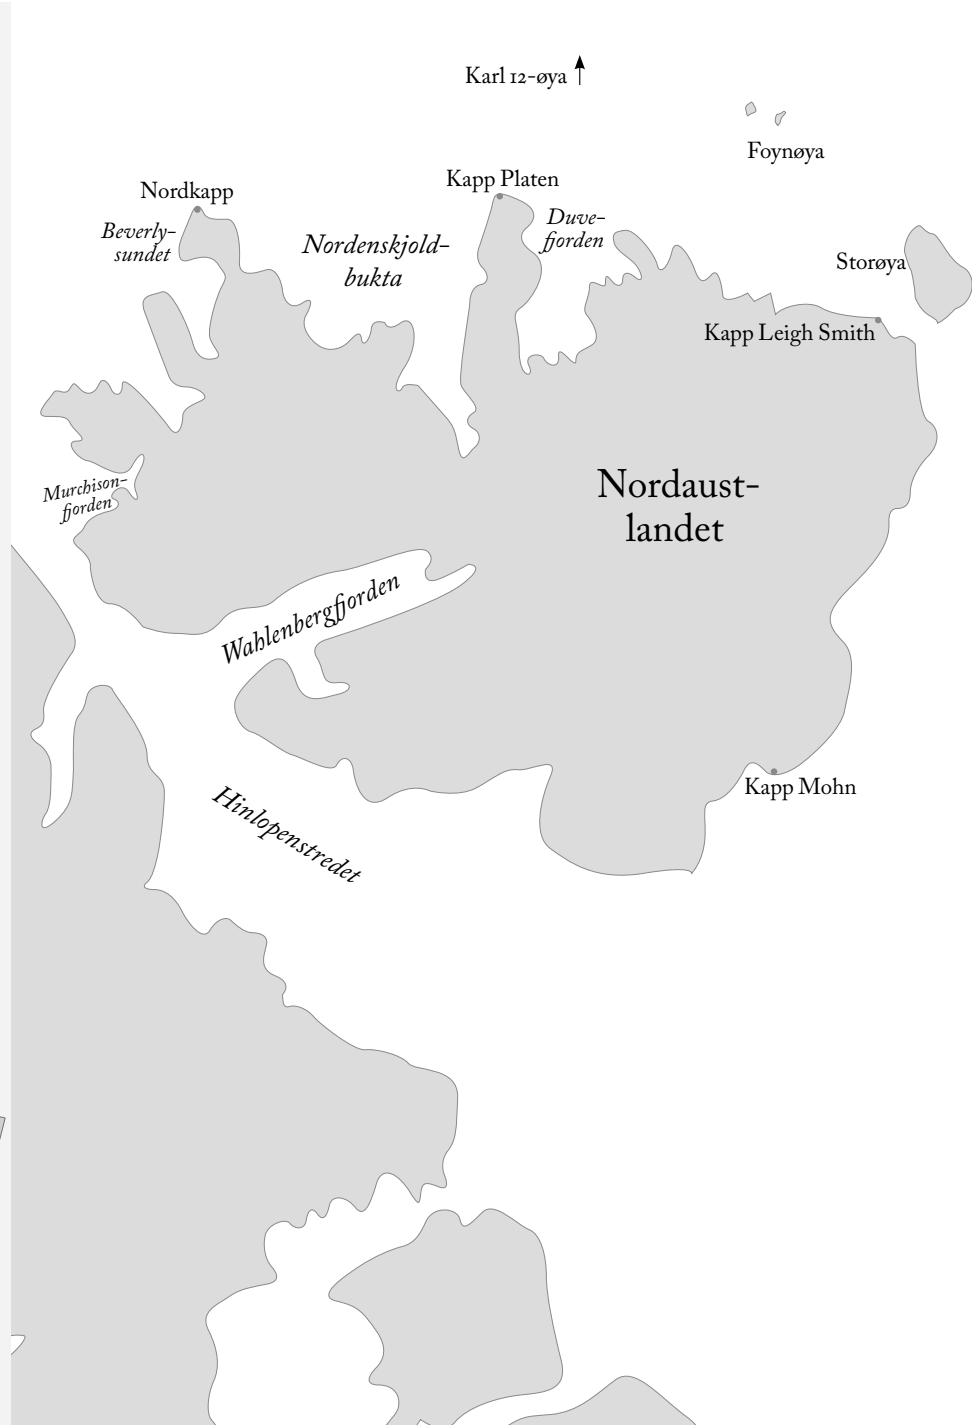 Karl 12-øya
Foynøya
Kapp Platen
Nordkapp
Duve-
fjorden
Beverly-
sundet
Nordenskjold-
bukta
Storøya
Kapp Leigh Smith
Nordaust-
landet
Murchison-
fjorden
Wahlenbergfjorden
Kapp Mohn
Hinlopenstredet